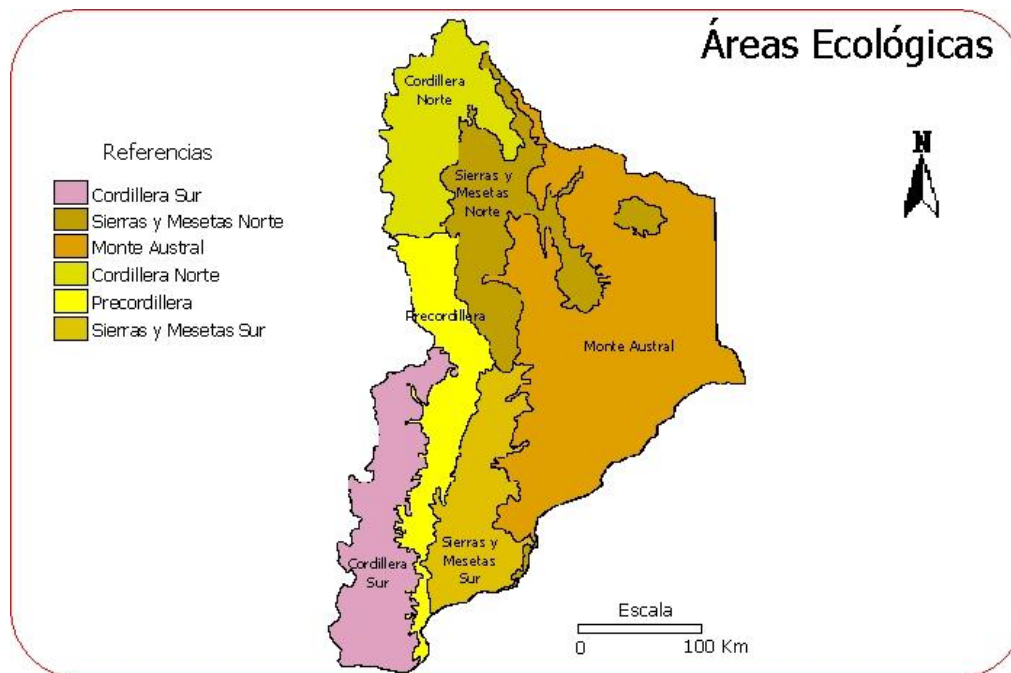 Áreas Ecológicas
Referencias
Cordillera Sur
Sierras y Mesetas Norte
Monte Austral
Cordillera Norte
Precordillera
Sierras y Mesetas Sur
Cordillera
Norte
Sierras y
Mesetas
Norte
Precordillera
Monte Austral
Sierras y
Mesetas
Sur
Cordillera
Sur
N
Escala
0 100 Km